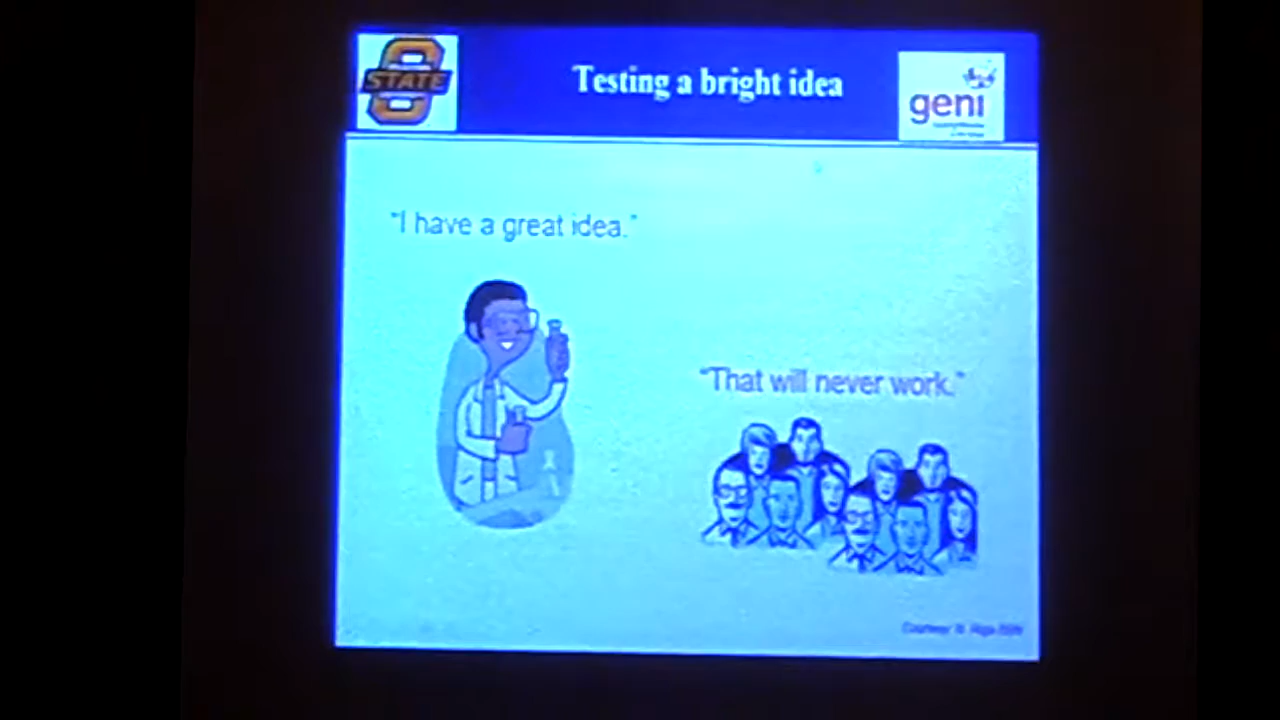 STATE
Testing a bright idea
geni
"I have a great idea."
"That will never work."